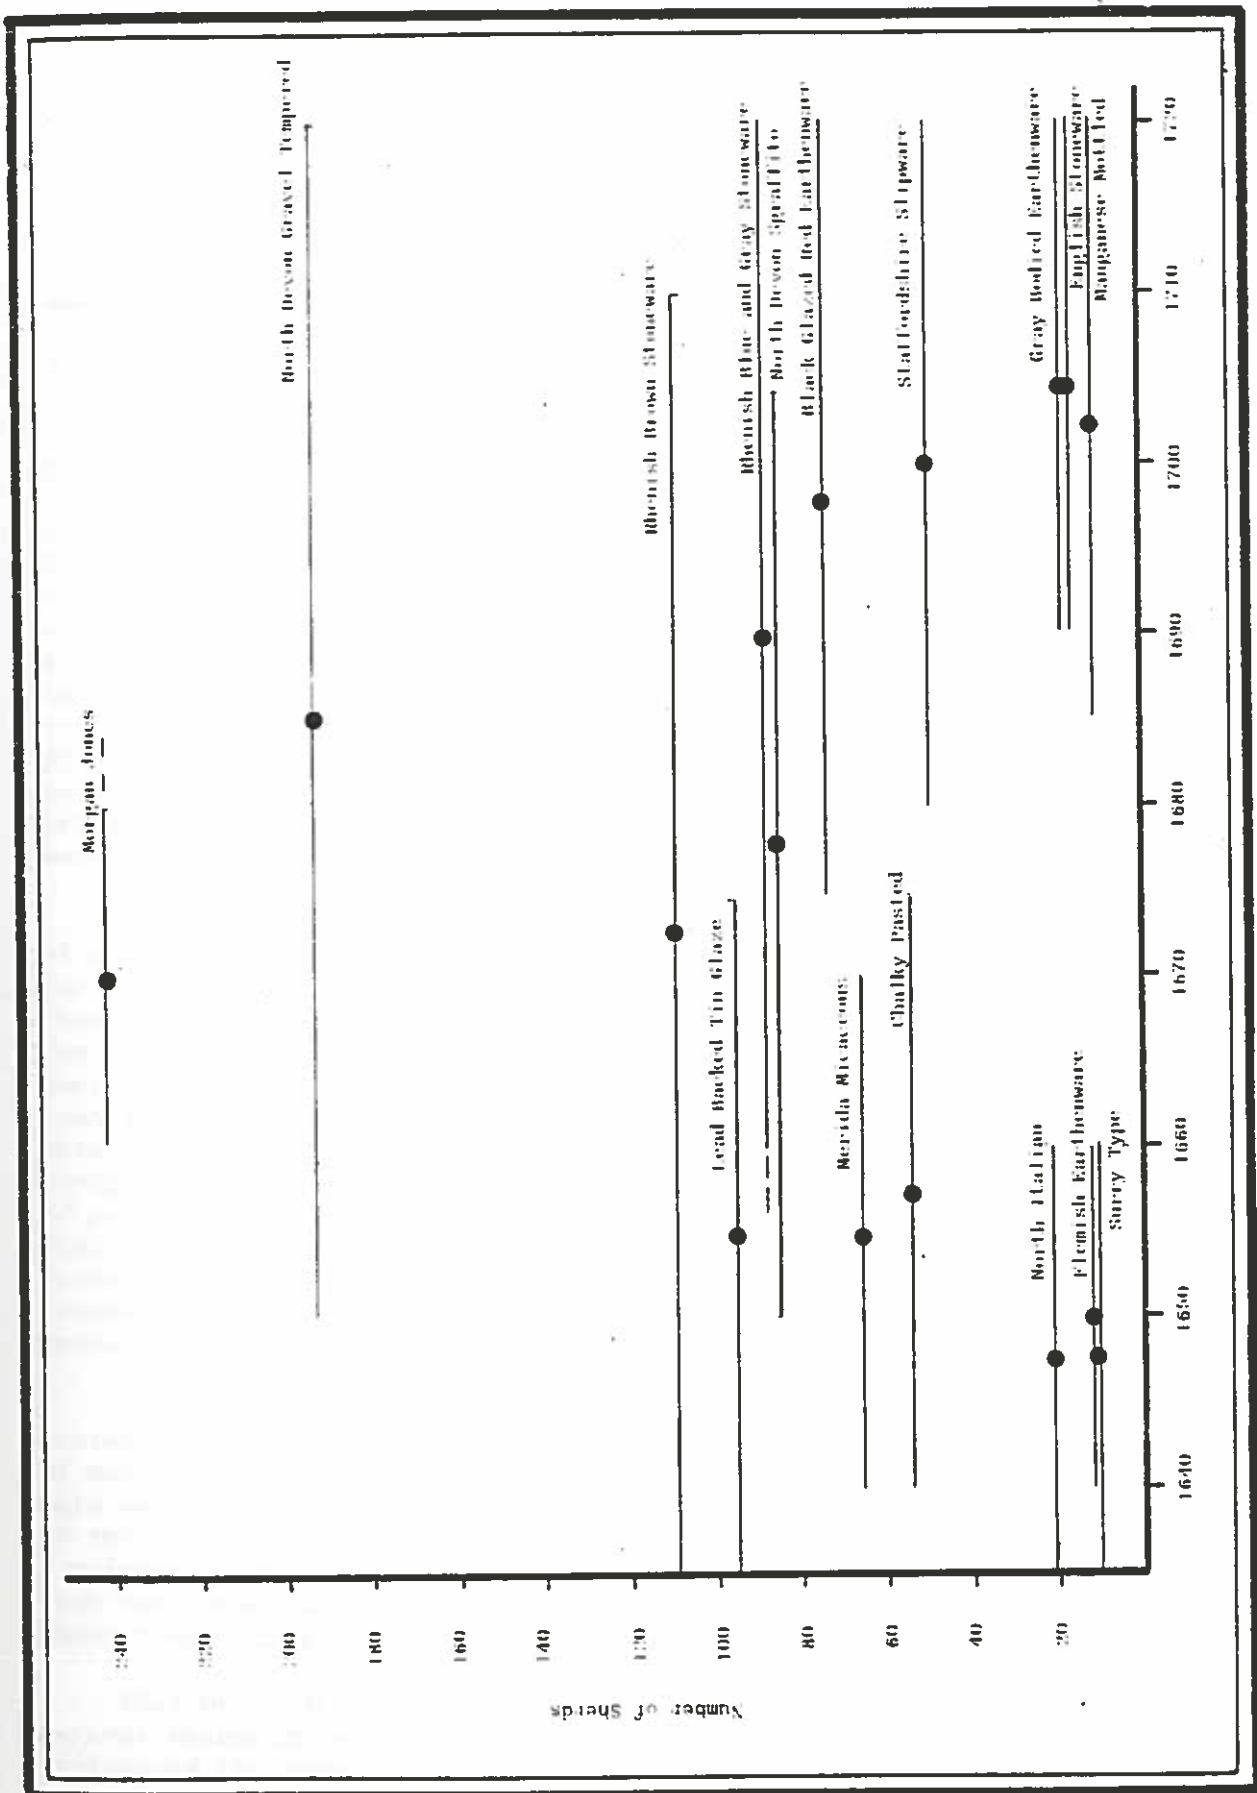 Morgan Jones
North Devon Gravel Tempered
Rhenish Brown Stoneware
Lead Backed Tin Glaze
Rhenish Blue and Gray Stoneware
North Devon Sgraffito
Black Glazed Red Earthenware
Merida Micaceous
Chalky Pasted
Staffordshire Slipware
North Italian
Flemish Earthenware
Surry Type
Gray Bodied Earthenware
English Stoneware
Manganese Mottled
240
220
200
180
160
140
120
100
80
60
40
20
Number of Sherds
1640
1650
1660
1670
1680
1690
1700
1710
1720